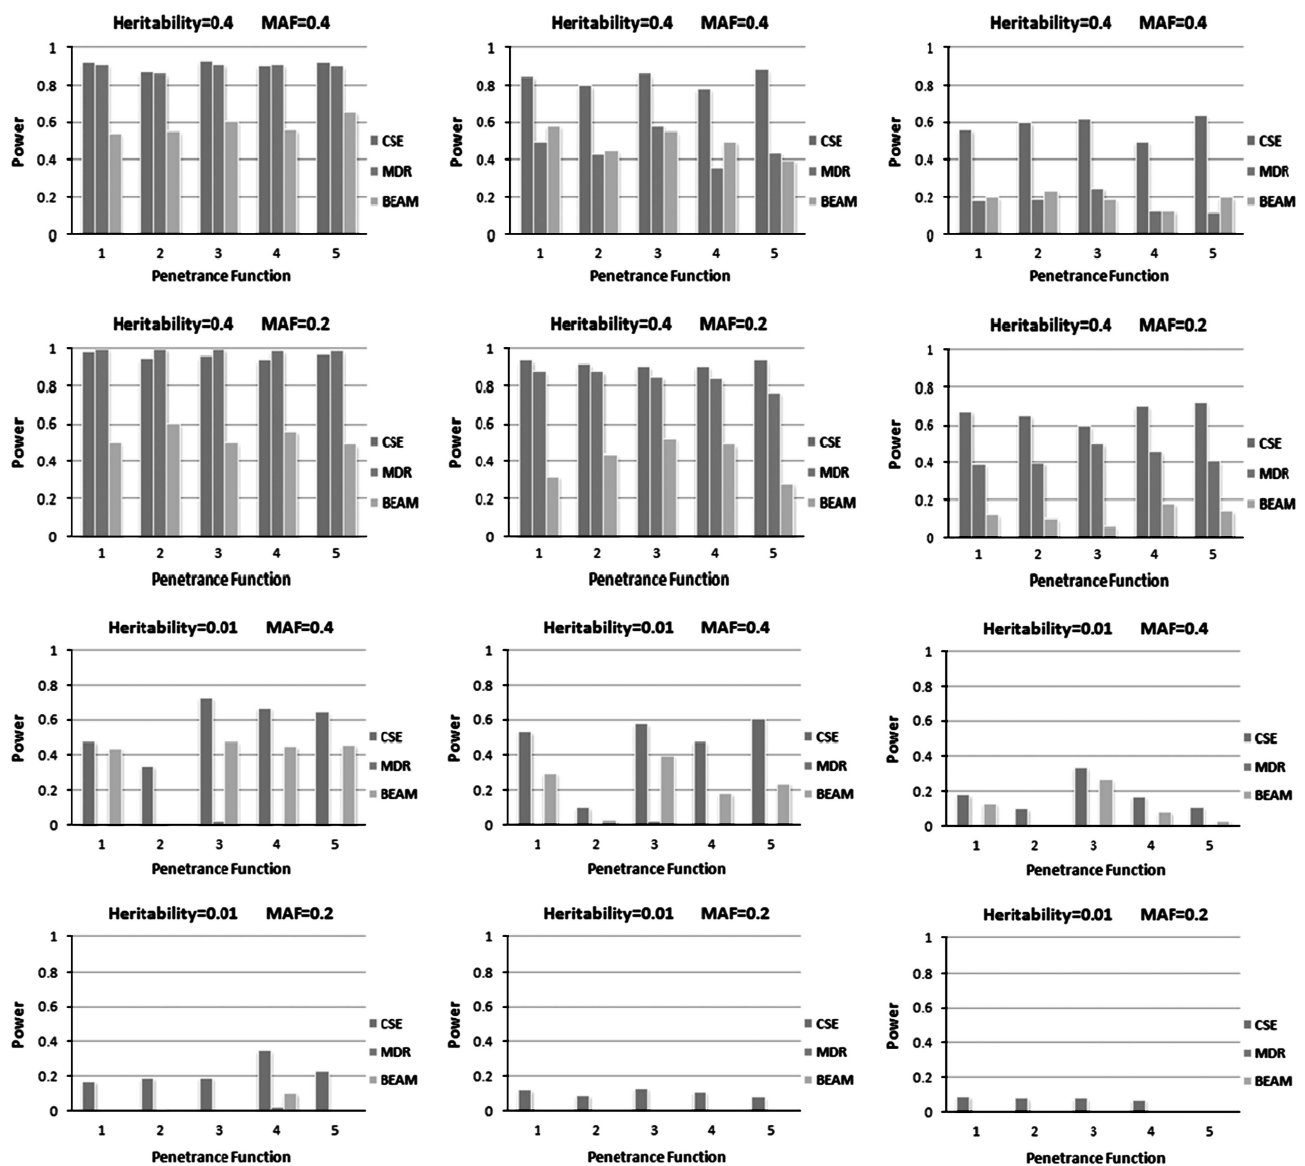 Heritability=0.4 MAF=0.4
Power
1
0.8
0.6
0.4
0.2
0
1 2 3 4 5
Penetrance Function
CSE
MDR
BEAM
Heritability=0.4 MAF=0.4
Power
1
0.8
0.6
0.4
0.2
0
1 2 3 4 5
Penetrance Function
CSE
MDR
BEAM
Heritability=0.4 MAF=0.4
Power
1
0.8
0.6
0.4
0.2
0
1 2 3 4 5
Penetrance Function
CSE
MDR
BEAM
Heritability=0.4 MAF=0.2
Power
1
0.8
0.6
0.4
0.2
0
1 2 3 4 5
Penetrance Function
CSE
MDR
BEAM
Heritability=0.4 MAF=0.2
Power
1
0.8
0.6
0.4
0.2
0
1 2 3 4 5
Penetrance Function
CSE
MDR
BEAM
Heritability=0.4 MAF=0.2
Power
1
0.8
0.6
0.4
0.2
0
1 2 3 4 5
Penetrance Function
CSE
MDR
BEAM
Heritability=0.01 MAF=0.4
Power
1
0.8
0.6
0.4
0.2
0
1 2 3 4 5
Penetrance Function
CSE
MDR
BEAM
Heritability=0.01 MAF=0.4
Power
1
0.8
0.6
0.4
0.2
0
1 2 3 4 5
Penetrance Function
CSE
MDR
BEAM
Heritability=0.01 MAF=0.4
Power
1
0.8
0.6
0.4
0.2
0
1 2 3 4 5
Penetrance Function
CSE
MDR
BEAM
Heritability=0.01 MAF=0.2
Power
1
0.8
0.6
0.4
0.2
0
1 2 3 4 5
Penetrance Function
CSE
MDR
BEAM
Heritability=0.01 MAF=0.2
Power
1
0.8
0.6
0.4
0.2
0
1 2 3 4 5
Penetrance Function
CSE
MDR
BEAM
Heritability=0.01 MAF=0.2
Power
1
0.8
0.6
0.4
0.2
0
1 2 3 4 5
Penetrance Function
CSE
MDR
BEAM